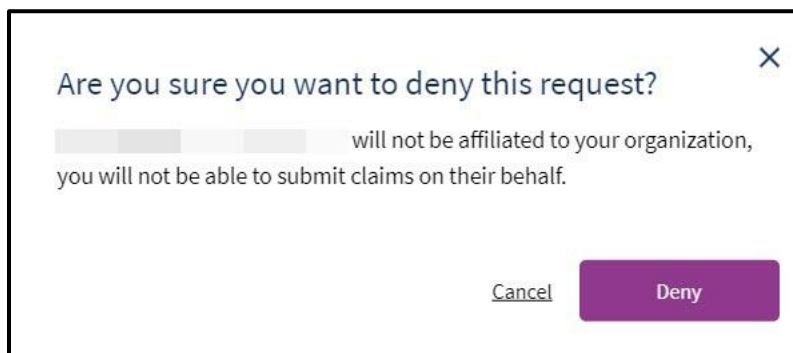 Are you sure you want to deny this request?
will not be affiliated to your organization,
you will not be able to submit claims on their behalf.
Cancel
Deny